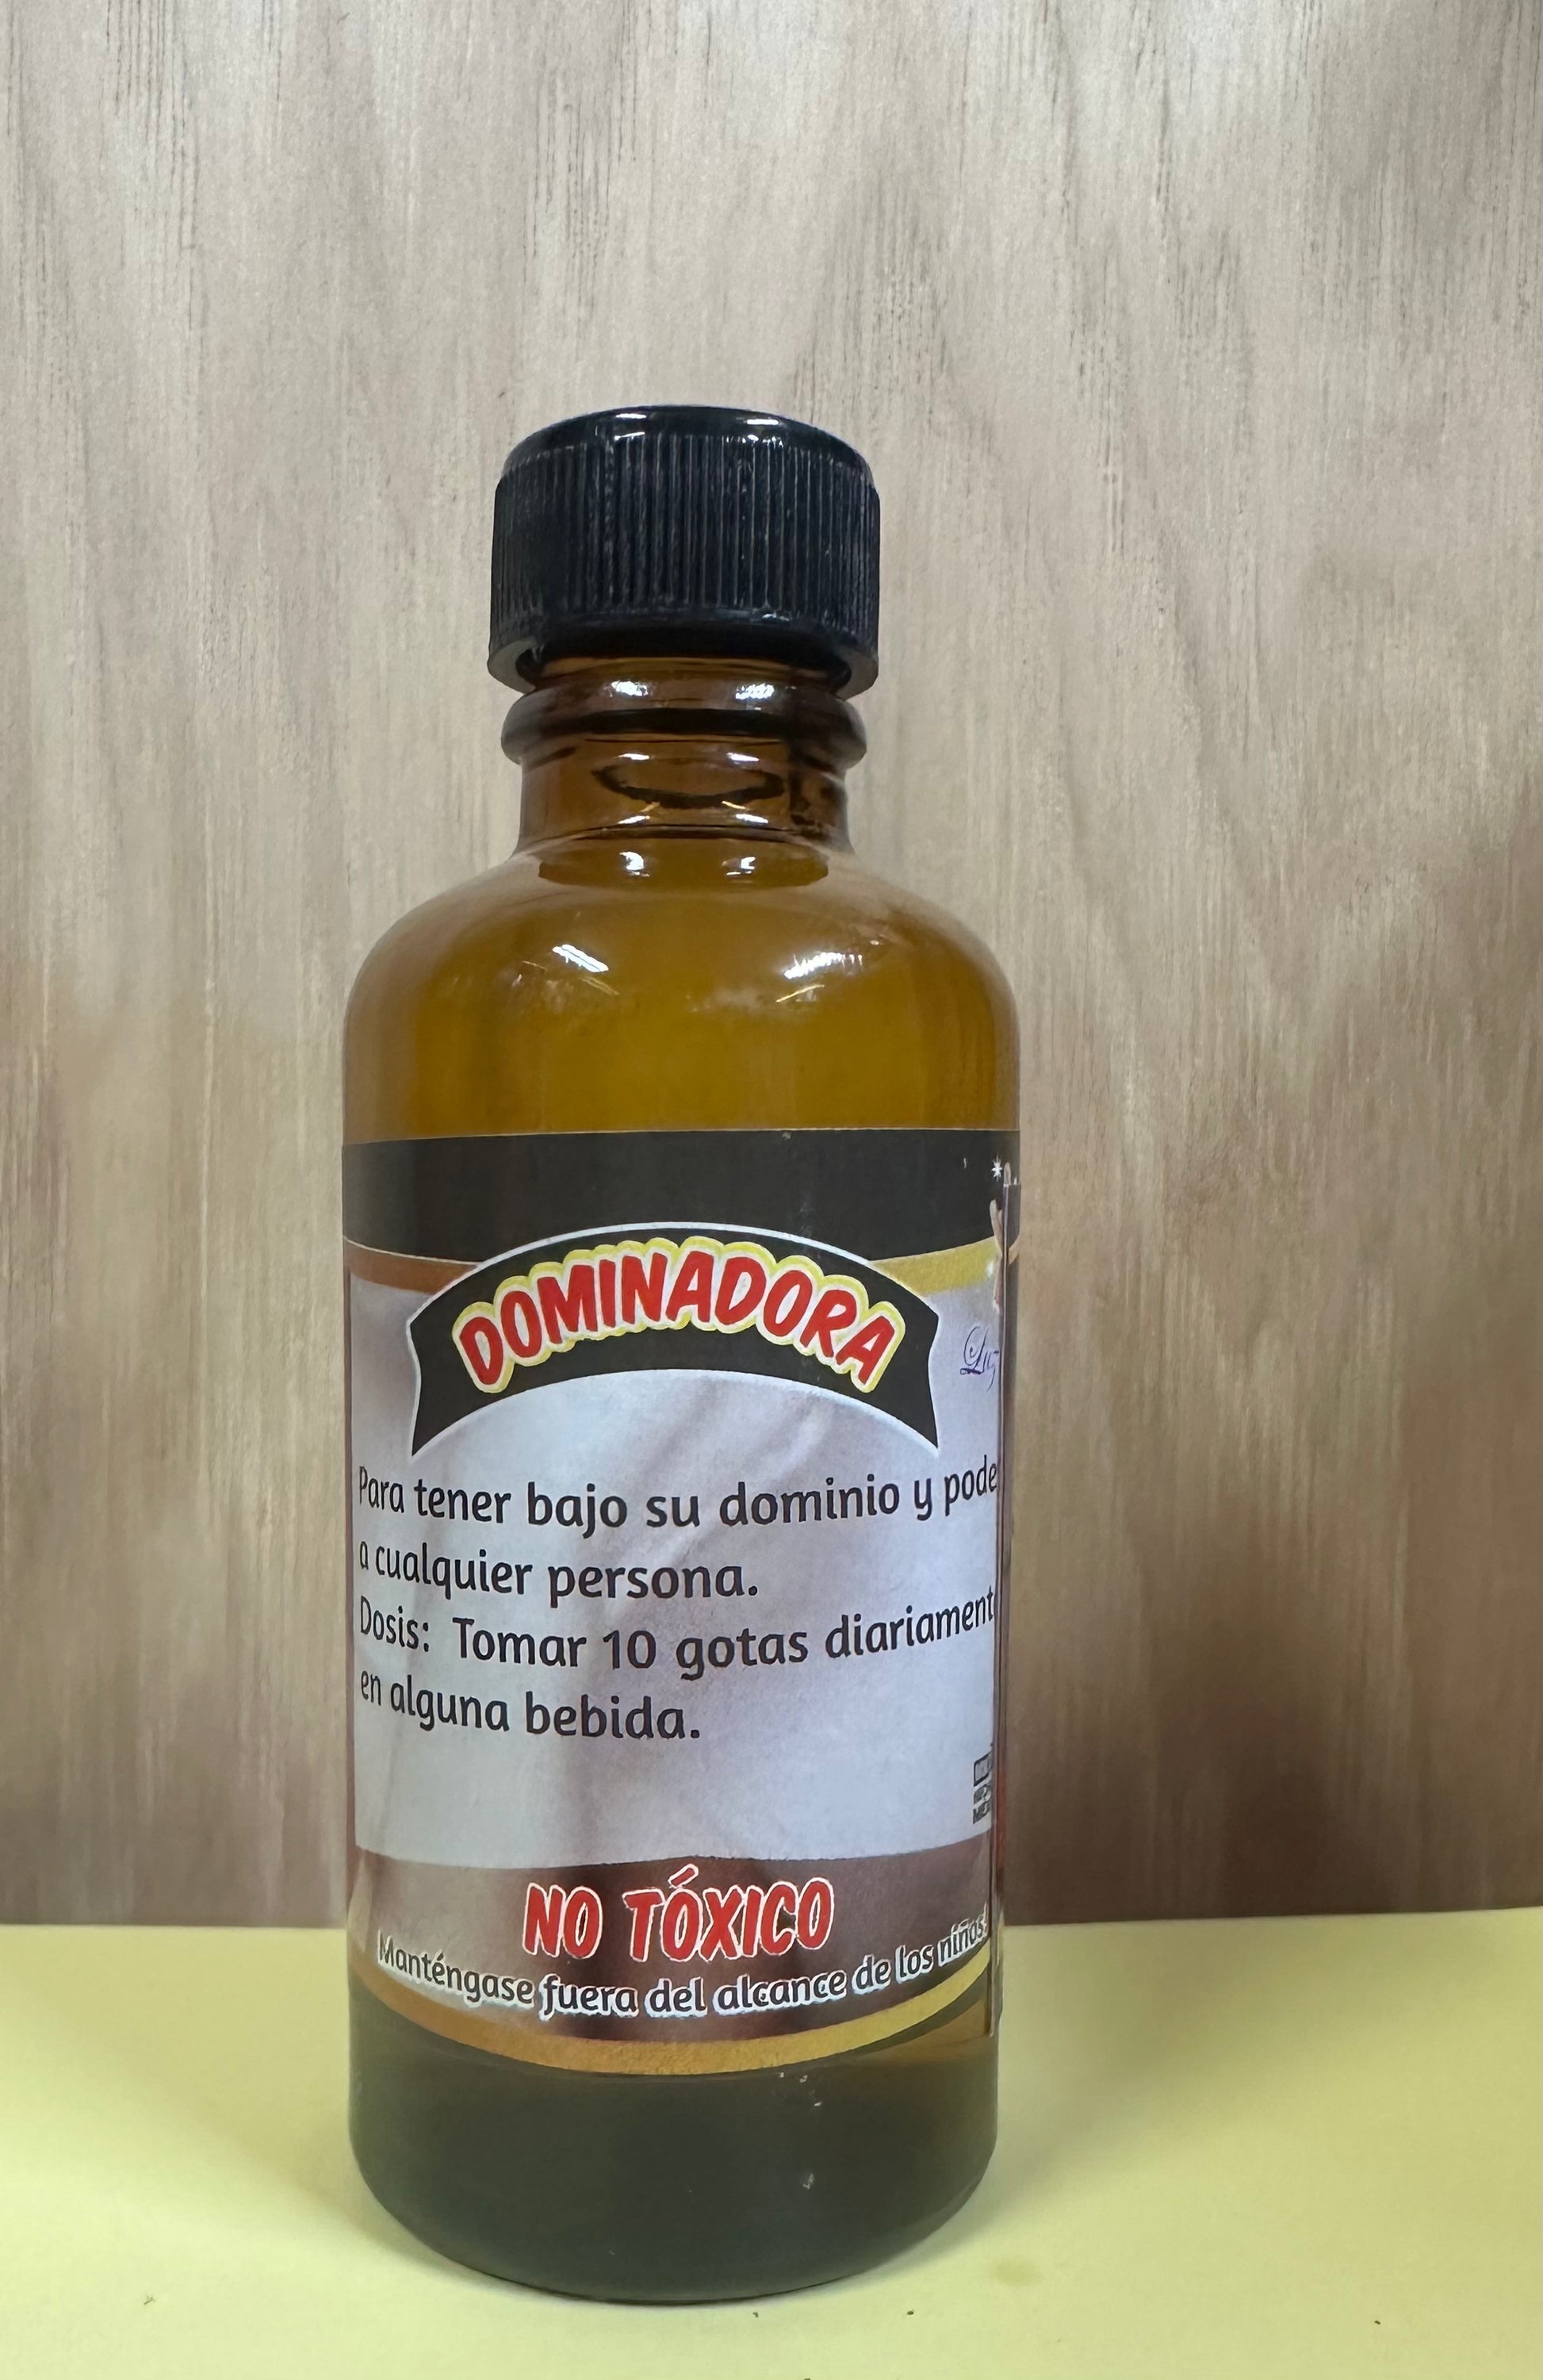 DOMINADORA
Luz
Para tener bajo su dominio y pode
a cualquier persona.
Dosis: Tomar 10 gotas diariament
en alguna bebida.
NO TÓXICO
Manténgase fuera del alcance de los niños!